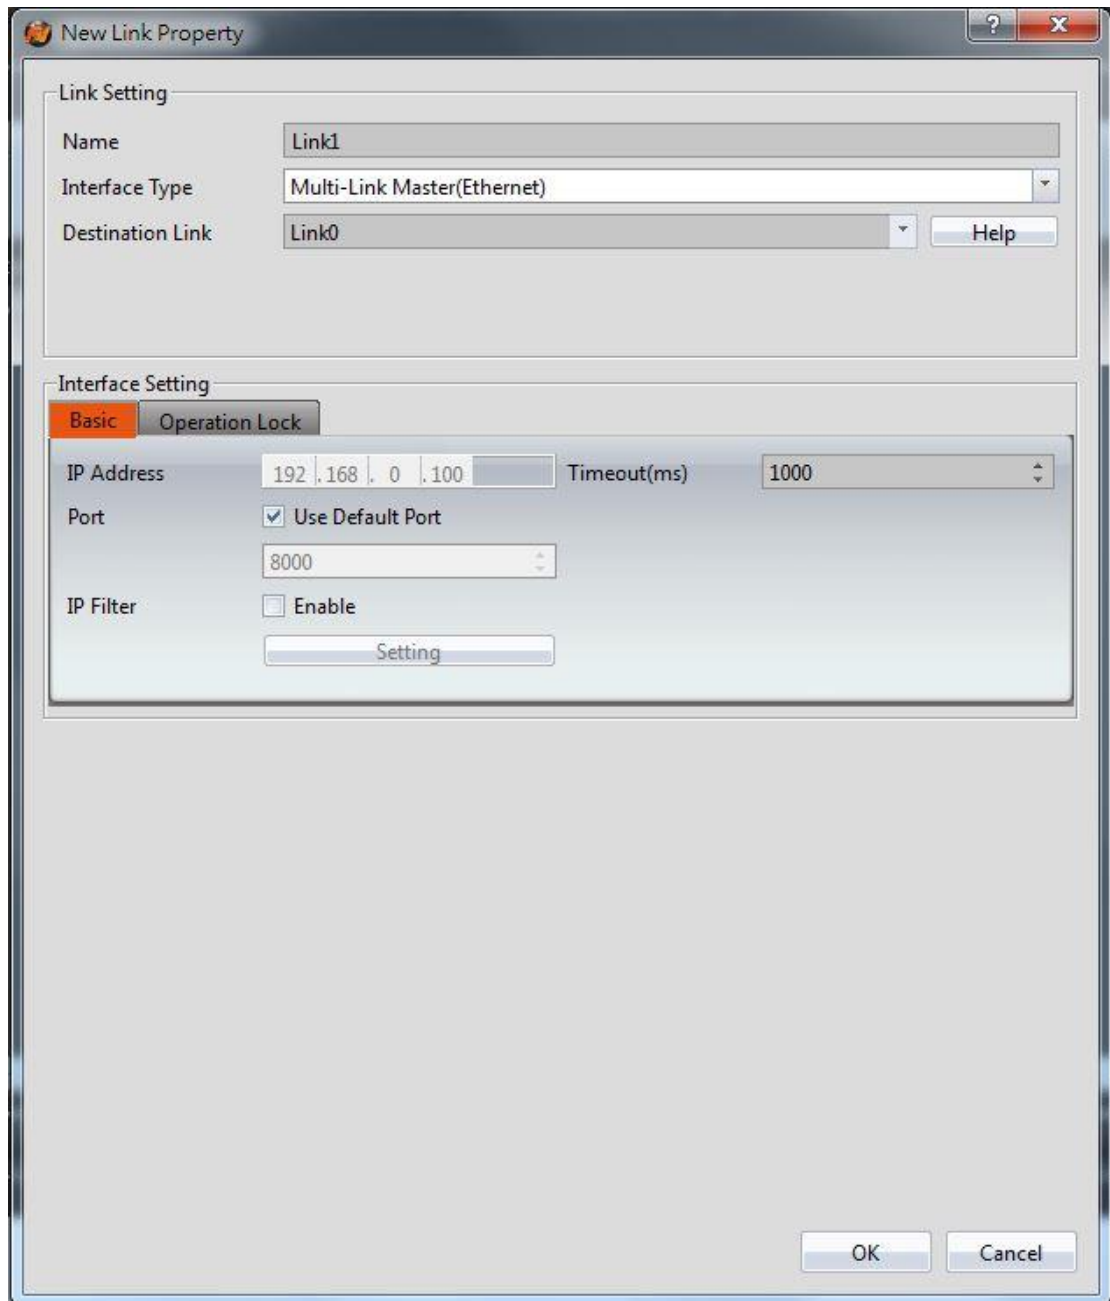 New Link Property
Link Setting
Name Link1
Interface Type Multi-Link Master(Ethernet)
Destination Link Link0 Help
Interface Setting
Basic Operation Lock
IP Address 192 .168 . 0 .100 Timeout(ms) 1000
Port Use Default Port
8000
IP Filter Enable
Setting
OK Cancel